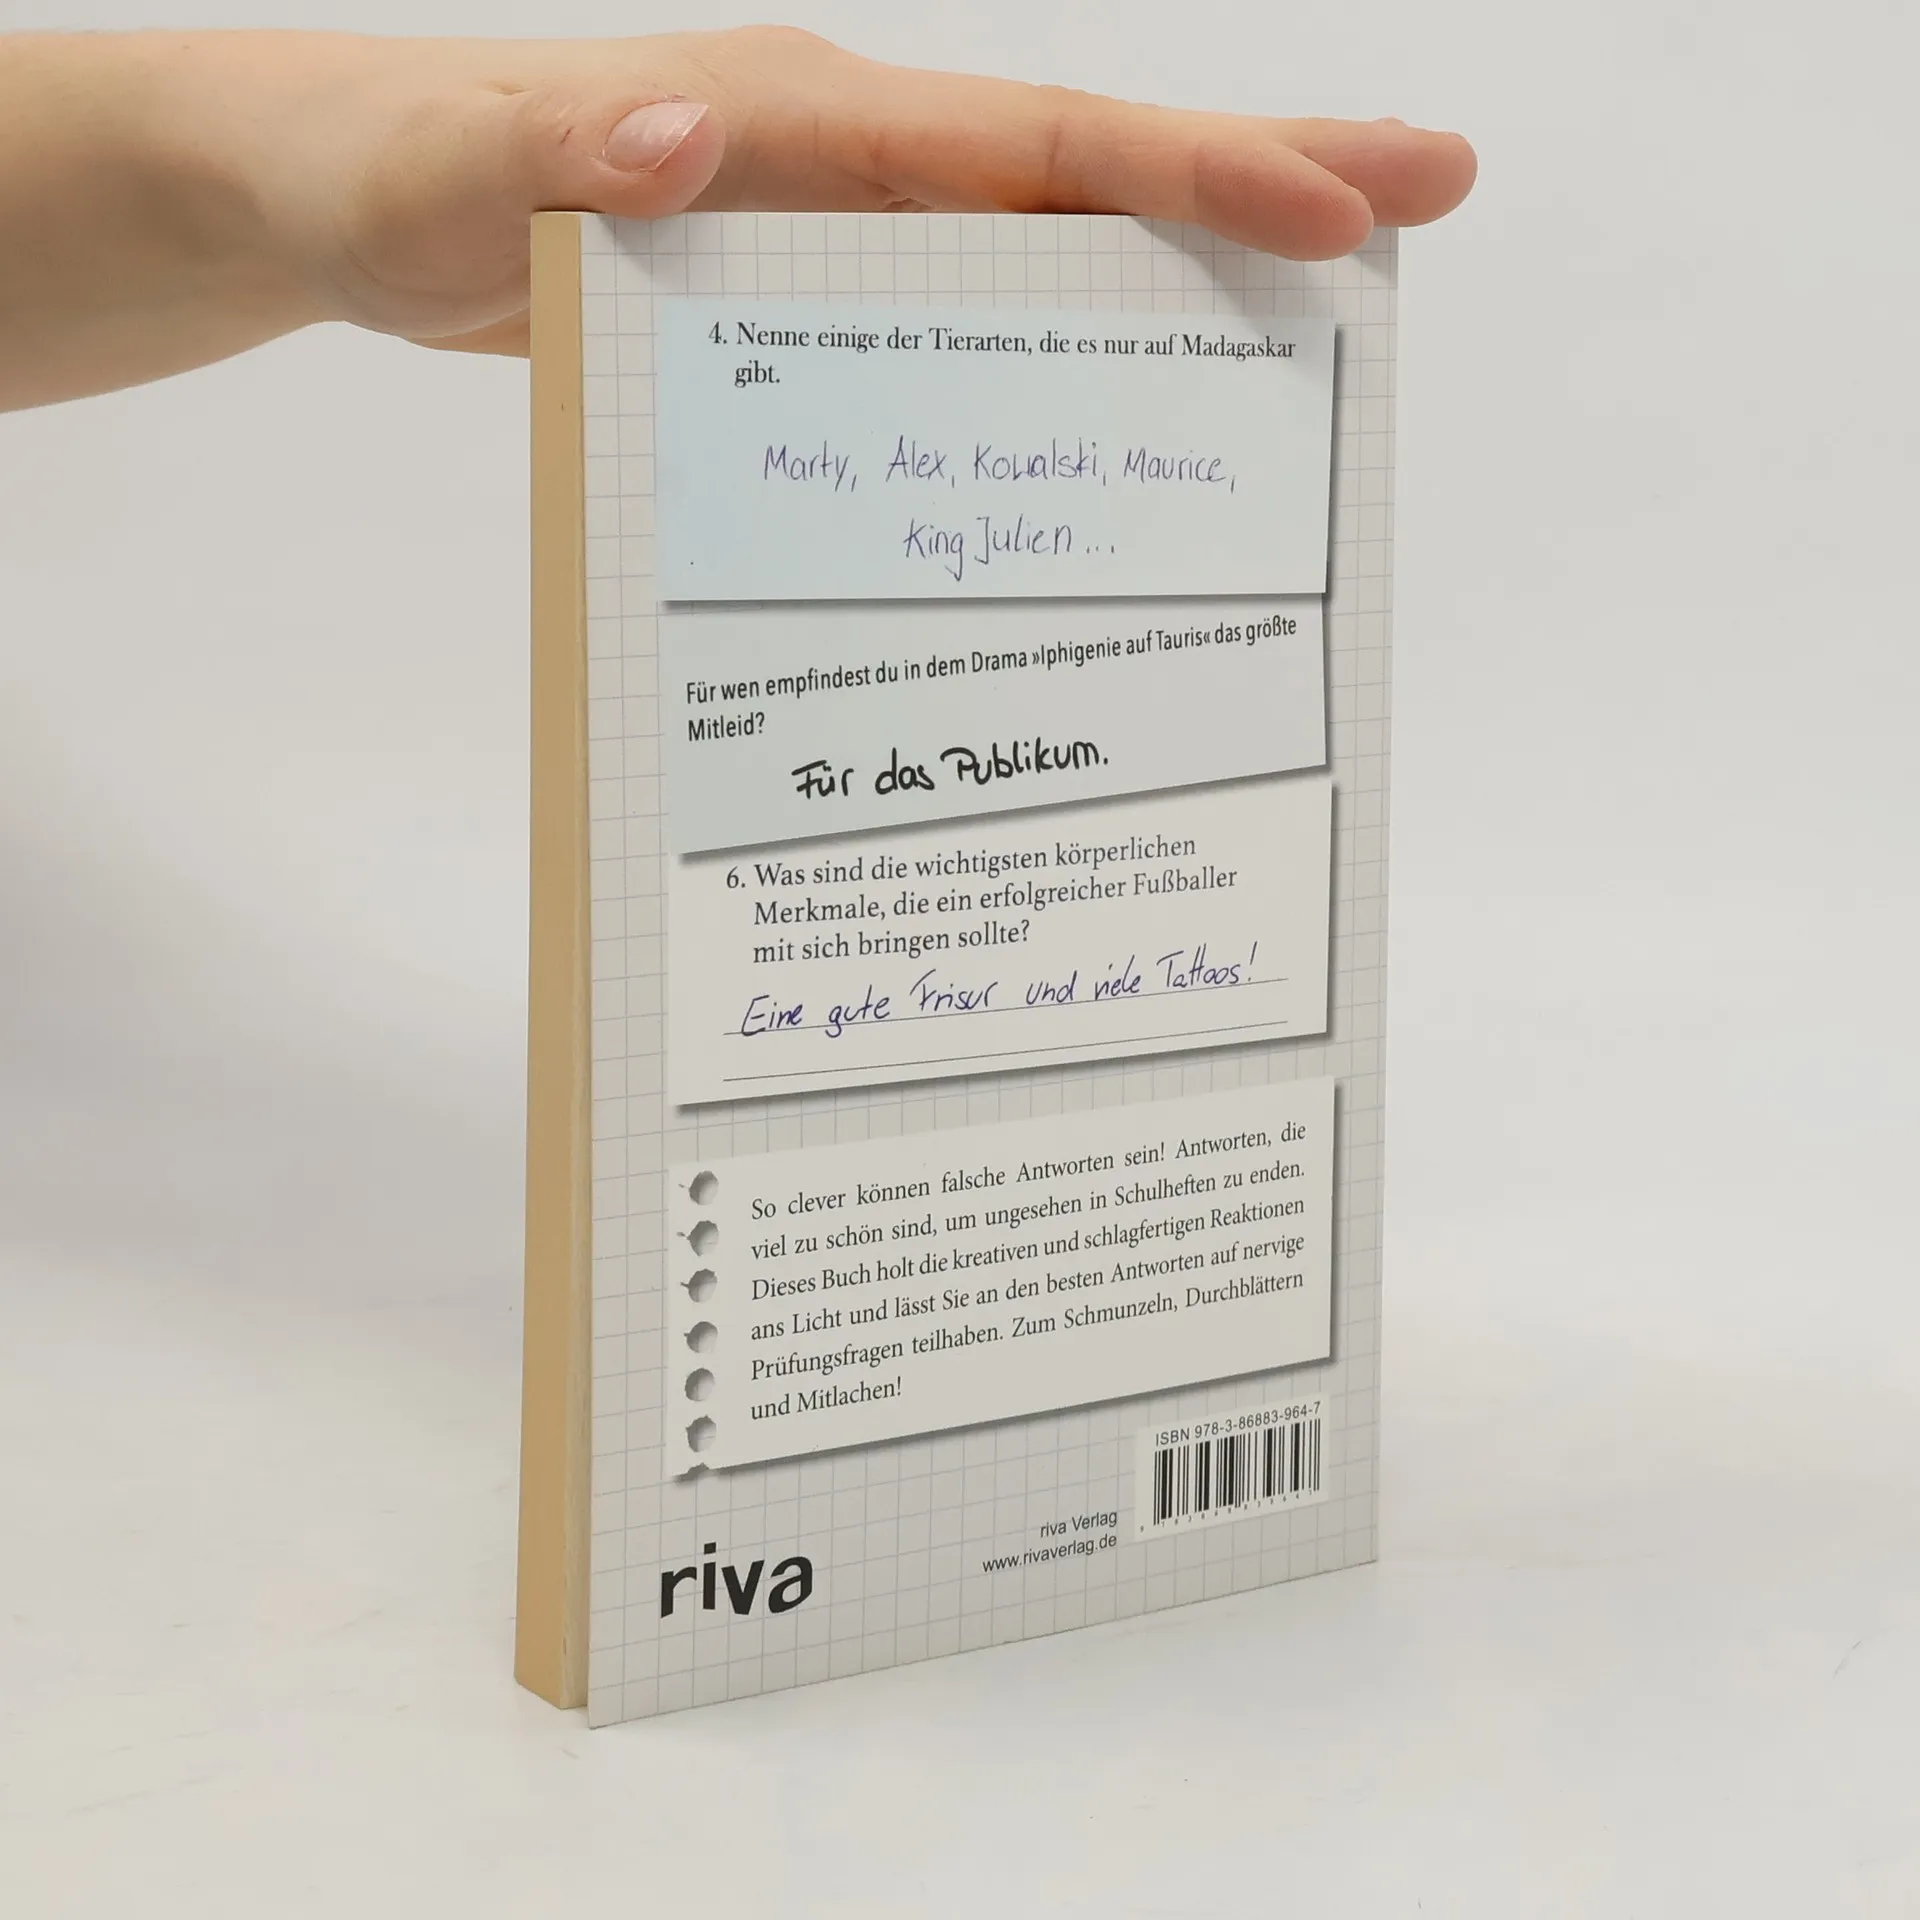 4. Nenne einige der Tierarten, die es nur auf Madagaskar
gibt.
Marty, Alex, Kowalski, Maurice,
King Julien ...
Für wen empfindest du in dem Drama »Iphigenie auf Tauris« das größte
Mitleid?
Für das Publikum.
6. Was sind die wichtigsten körperlichen
Merkmale, die ein erfolgreicher Fußballer
mit sich bringen sollte?
Eine gute Frisur und viele Tattoos!
So clever können falsche Antworten sein! Antworten, die
viel zu schön sind, um ungesehen in Schulheften zu enden.
Dieses Buch holt die kreativen und schlagfertigen Reaktionen
ans Licht und lässt Sie an den besten Antworten auf nervige
Prüfungsfragen teilhaben. Zum Schmunzeln, Durchblättern
und Mitlachen!
ISBN 978-3-86883-964-7
riva Verlag
www.rivaverlag.de
riva